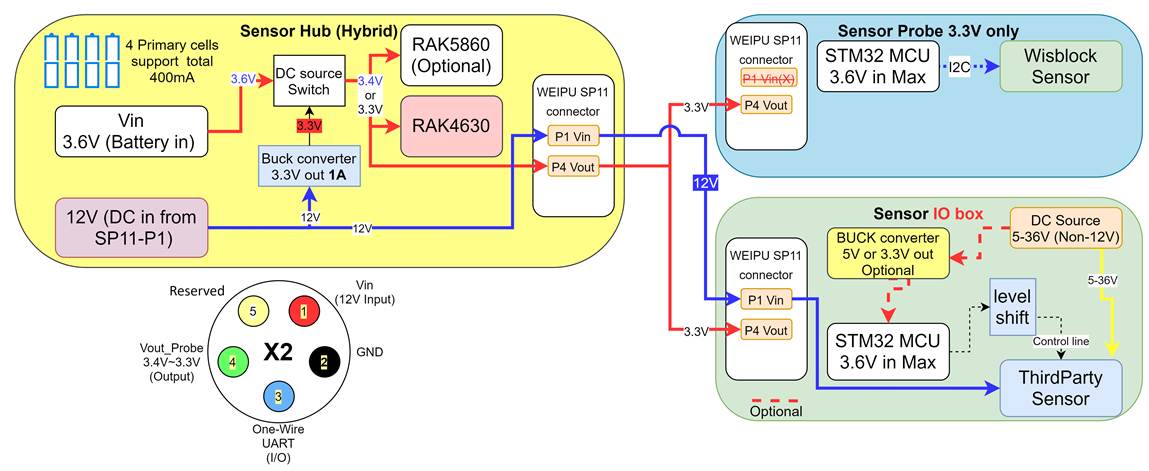 Sensor Hub (Hybrid)
4 Primary cells
support total
400mA
Vin
3.6V (Battery in)
3.6V
DC source
Switch
3.3V
Buck converter
3.3V out 1A
12V
12V (DC in from
SP11-P1)
12V
3.4V
or
3.3V
RAK5860
(Optional)
RAK4630
WEIPU SP11
connector
P1 Vin
P4 Vout
3.3V
12V
3.3V
Sensor Probe 3.3V only
WEIPU SP11
connector
P1 Vin(X)
P4 Vout
STM32 MCU
3.6V in Max
I2C
Wisblock
Sensor
Sensor IO box
WEIPU SP11
connector
P1 Vin
P4 Vout
BUCK converter
5V or 3.3V out
Optional
DC Source
5-36V (Non-12V)
5-36V
STM32 MCU
3.6V in Max
level
shift
Control line
ThirdParty
Sensor
Optional
Reserved
Vin
(12V Input)
5
1
X2
Vout_Probe
3.4V~3.3V
(Output)
4
2
GND
3
One-Wire
UART
(I/O)